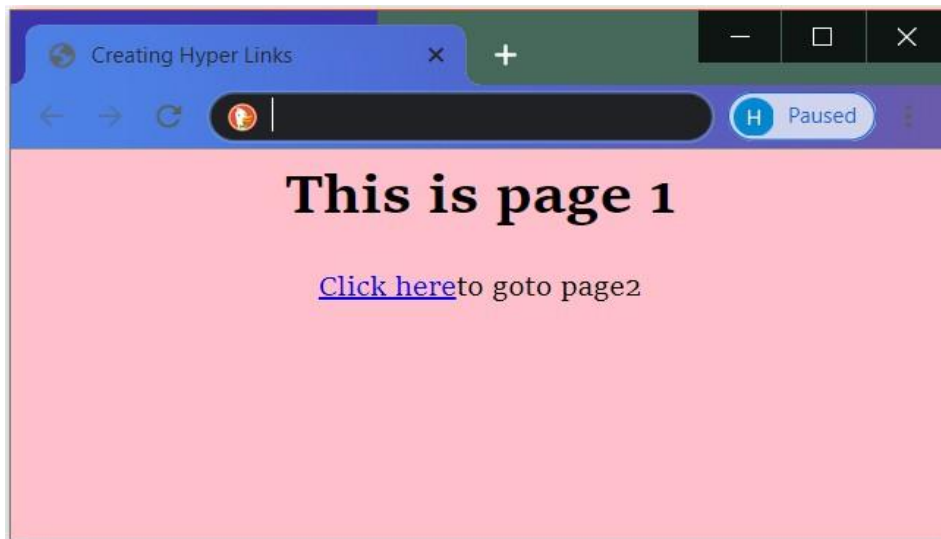 Creating Hyper Links
H Paused
This is page 1
Click hereto goto page2